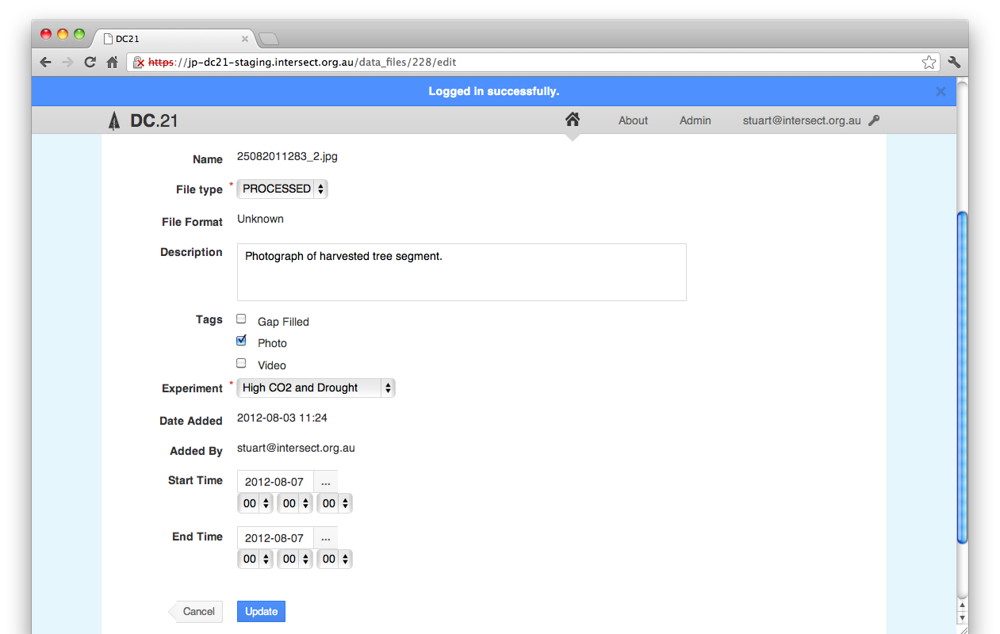 DC21
https://jp-dc21-staging.intersect.org.au/data_files/228/edit
Logged in successfully.
DC.21 About Admin stuart@intersect.org.au
Name 25082011283_2.jpg
File type * PROCESSED
File Format Unknown
Description Photograph of harvested tree segment.
Tags Gap Filled
Photo
Video
Experiment * High CO2 and Drought
Date Added 2012-08-03 11:24
Added By stuart@intersect.org.au
Start Time 2012-08-07 ...
00 00 00
End Time 2012-08-07 ...
00 00 00
Cancel Update